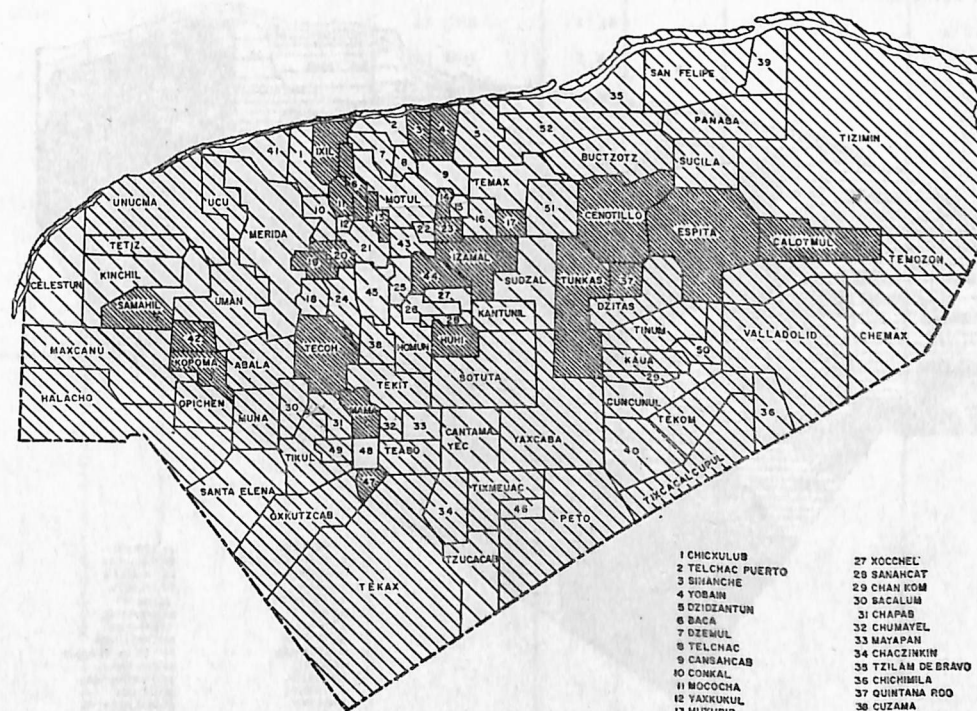 39
SAN FELIPE
35
PANABA
TIZIMIN
2
3
4
5
52
BUCTZOTZ
SUCILA
41
1
IXIL
7
8
9
TEMAX
UNUCMA
UCU
10
11
6
MOTUL
14
15
16
17
51
CENOTILLO
ESPITA
CALOTMUL
MERIDA
12
13
22
23
TETIZ
21
43
IZAMAL
TEMOZON
KINCHIL
19
20
44
SUDZAL
TUNKAS
37
CELESTUN
SAMAHIL
UMAN
18
24
45
25
27
26
28
KANTUNIL
DZITAS
VALLADOLID
CHEMAX
MAXCANU
42
KOPOMA
ABALA
TECOH
38
HOMUN
HUHI
TINUM
50
KAUA
29
HALACHO
OPICHEN
MUNA
TEKIT
SOTUTA
CUNCUNUL
30
MAMA
TEKOM
36
31
32
33
CANTAMA
YEC
YAXCABA
TIKUL
49
48
TEABO
40
SANTA ELENA
47
TIXMEUAC
TIXCACALCUPUL
OXKUTZCAB
34
46
PETO
TZUCACAB
TEKAX
1 CHICXULUB
2 TELCHAC PUERTO
3 SINANCHE
4 YOBAIN
5 DZIDZANTUN
6 BACA
7 DZEMUL
8 TELCHAC
9 CANSAHCAB
10 CONKAL
11 MOCOCHA
12 YAXKUKUL
27 XOCCHEL
28 SANAHCAT
29 CHAN KOM
30 SACALUM
31 CHAPAB
32 CHUMAYEL
33 MAYAPAN
34 CHACZINKIN
35 TZILAM DE BRAVO
36 CHICHIMILA
37 QUINTANA ROO
38 CUZAMA